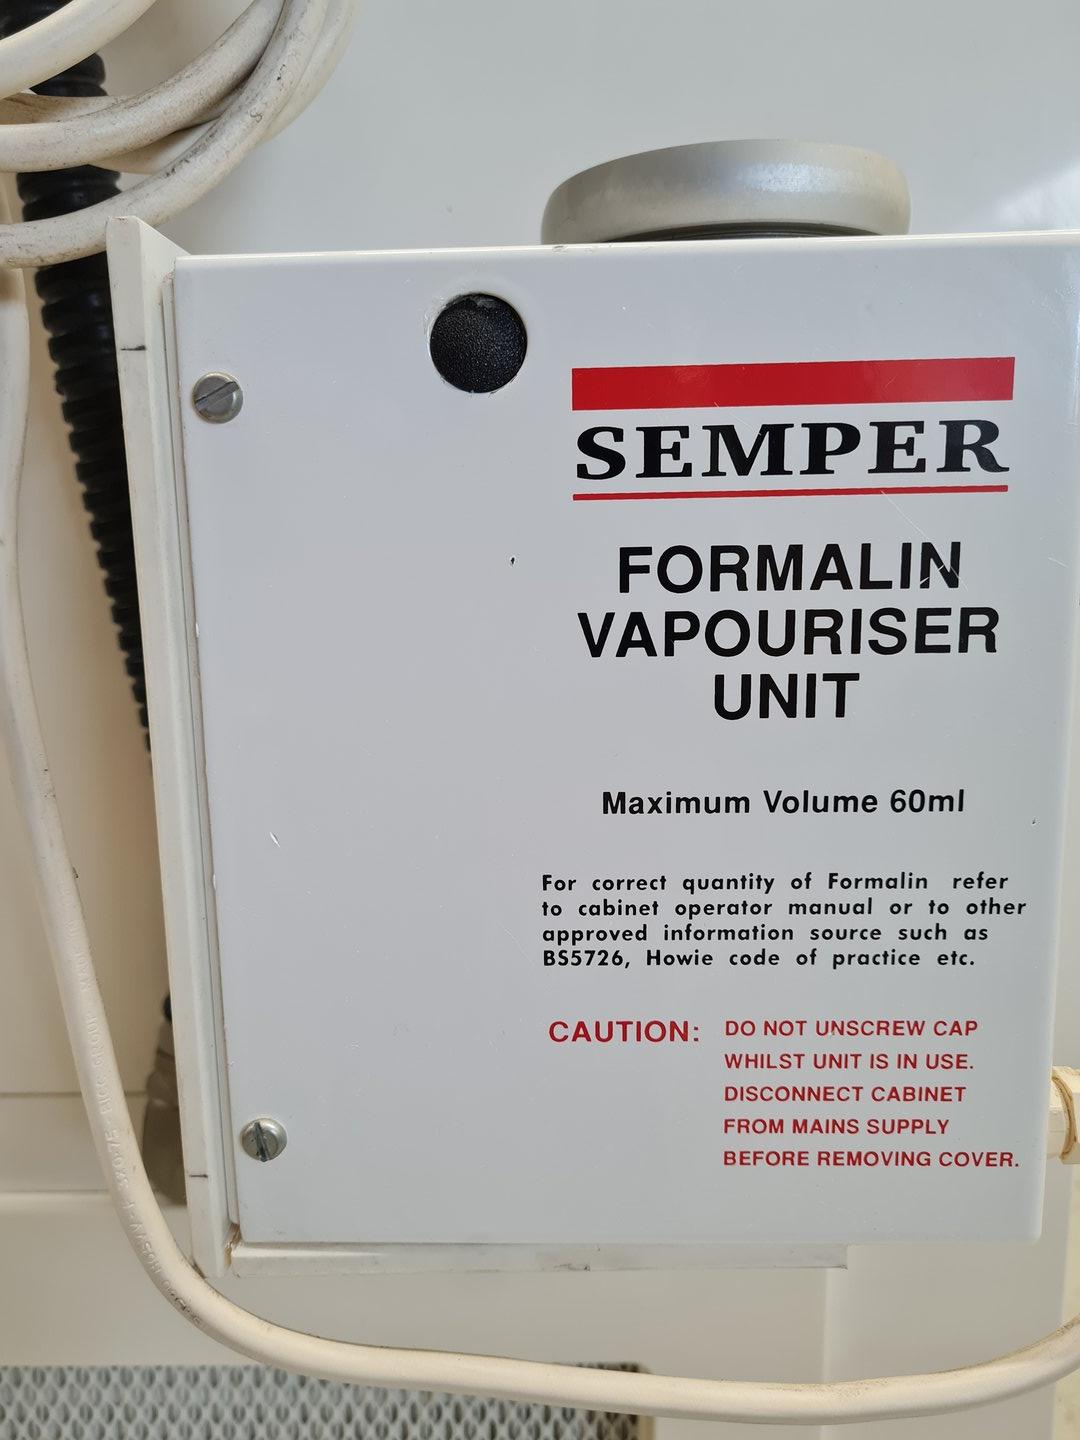 SEMPER
FORMALIN
VAPOURISER
UNIT
Maximum Volume 60ml
For correct quantity of Formalin refer
to cabinet operator manual or to other
approved information source such as
BS5726, Howie code of practice etc.
CAUTION: DO NOT UNSCREW CAP
WHILST UNIT IS IN USE.
DISCONNECT CABINET
FROM MAINS SUPPLY
BEFORE REMOVING COVER.